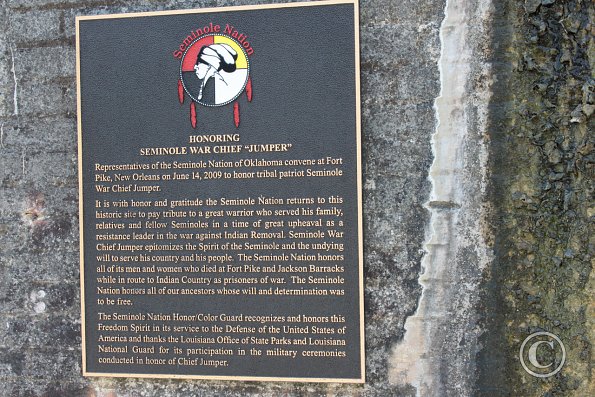 Seminole Nation
HONORING
SEMINOLE WAR CHIEF "JUMPER"
Representatives of the Seminole Nation of Oklahoma convene at Fort
Pike, New Orleans on June 14, 2009 to honor tribal patriot Seminole
War Chief Jumper.
It is with honor and gratitude the Seminole Nation returns to this
historic site to pay tribute to a great warrior who served his family,
relatives and fellow Seminoles in a time of great upheaval as a
resistance leader in the war against Indian Removal. Seminole War
Chief Jumper epitomizes the Spirit of the Seminole and the undying
will to serve his country and his people. The Seminole Nation honors
all of its men and women who died at Fort Pike and Jackson Barracks
while in route to Indian Country as prisoners of war. The Seminole
Nation honors all of our ancestors whose will and determination was
to be free.
The Seminole Nation Honor/Color Guard recognizes and honors this
Freedom Spirit in its service to the Defense of the United States of
America and thanks the Louisiana Office of State Parks and Louisiana
National Guard for its participation in the military ceremonies
conducted in honor of Chief Jumper.
©